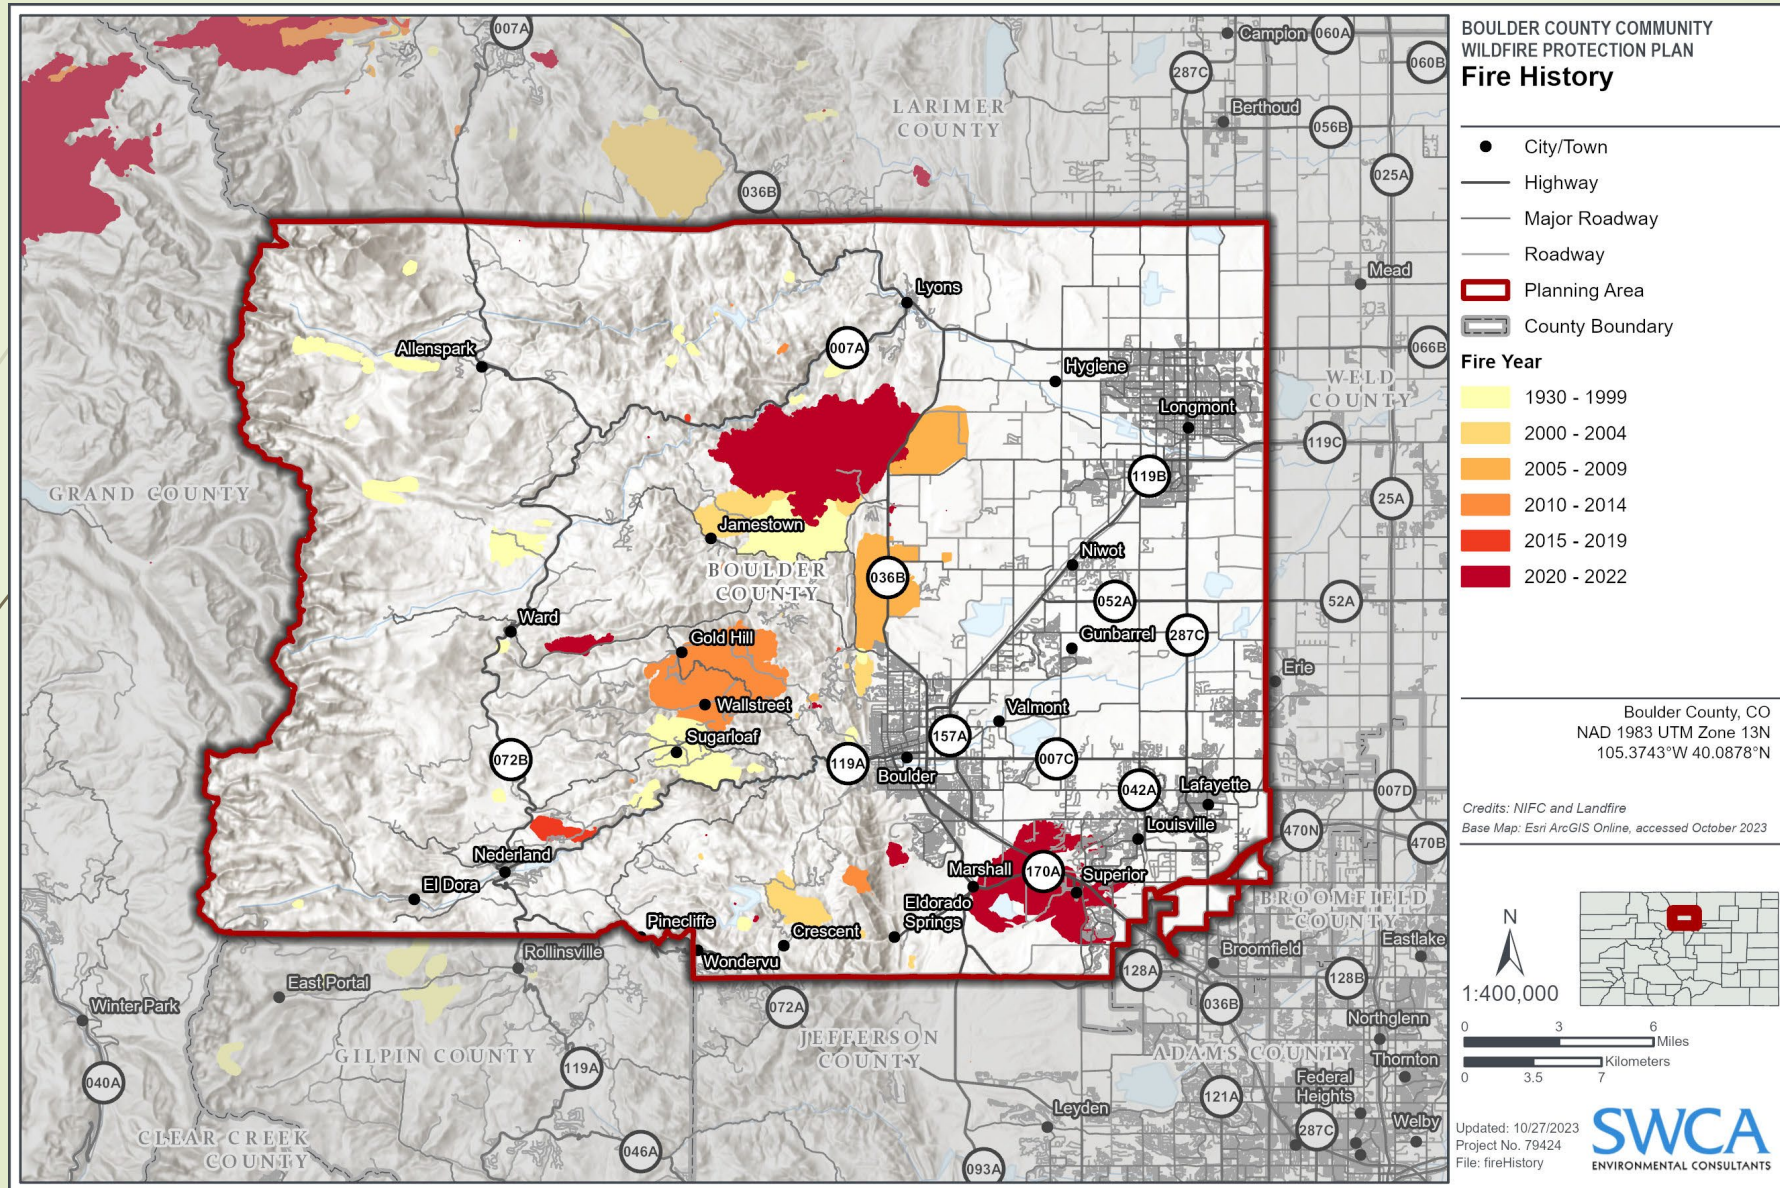 BOULDER COUNTY COMMUNITY
WILDFIRE PROTECTION PLAN
Fire History
City/Town
Highway
Major Roadway
Roadway
Planning Area
County Boundary
Fire Year
1930 - 1999
2000 - 2004
2005 - 2009
2010 - 2014
2015 - 2019
2020 - 2022
Boulder County, CO
NAD 1983 UTM Zone 13N
105.3743°W 40.0878°N
Credits: NIFC and Landfire
Base Map: Esri ArcGIS Online, accessed October 2023
N
1:400,000
0 3 6
Miles
Kilometers
0 3.5 7
Updated: 10/27/2023
Project No. 79424
File: fireHistory
SWCA
ENVIRONMENTAL CONSULTANTS
007A
Campion
060A
060B
287C
LARIMER
COUNTY
Berthoud
056B
025A
036B
Mead
Lyons
007A
Allenspark
066B
Hygiene
WELD
COUNTY
Longmont
119C
119B
GRAND COUNTY
25A
Jamestown
Niwot
BOULDER
COUNTY
036B
052A
52A
Ward
Gold Hill
Gunbarrel
287C
Erie
Wallstreet
Valmont
Sugarloaf
157A
072B
119A
Boulder
007C
042A
Lafayette
007D
Louisville
470N
470B
Nederland
Marshall
170A
Superior
El Dora
Eldorado
Springs
BROOMFIELD
COUNTY
Pinecliffe
Crescent
Rollinsville
Wondervu
Broomfield
Eastlake
East Portal
128A
128B
Winter Park
072A
036B
Northglenn
JEFFERSON
COUNTY
GILPIN COUNTY
ADAMS COUNTY
Thornton
119A
040A
Federal
Heights
121A
Leyden
Welby
287C
CLEAR CREEK
COUNTY
046A
093A